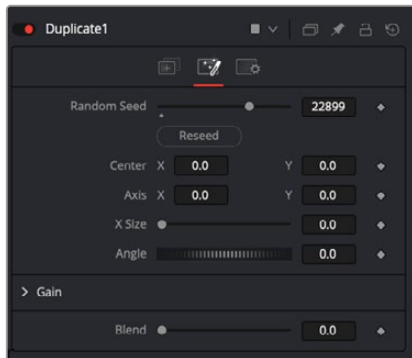 Duplicate1
Random Seed 22899
Reseed
Center X 0.0 Y 0.0
Axis X 0.0 Y 0.0
X Size 0.0
Angle 0.0
> Gain
Blend 0.0